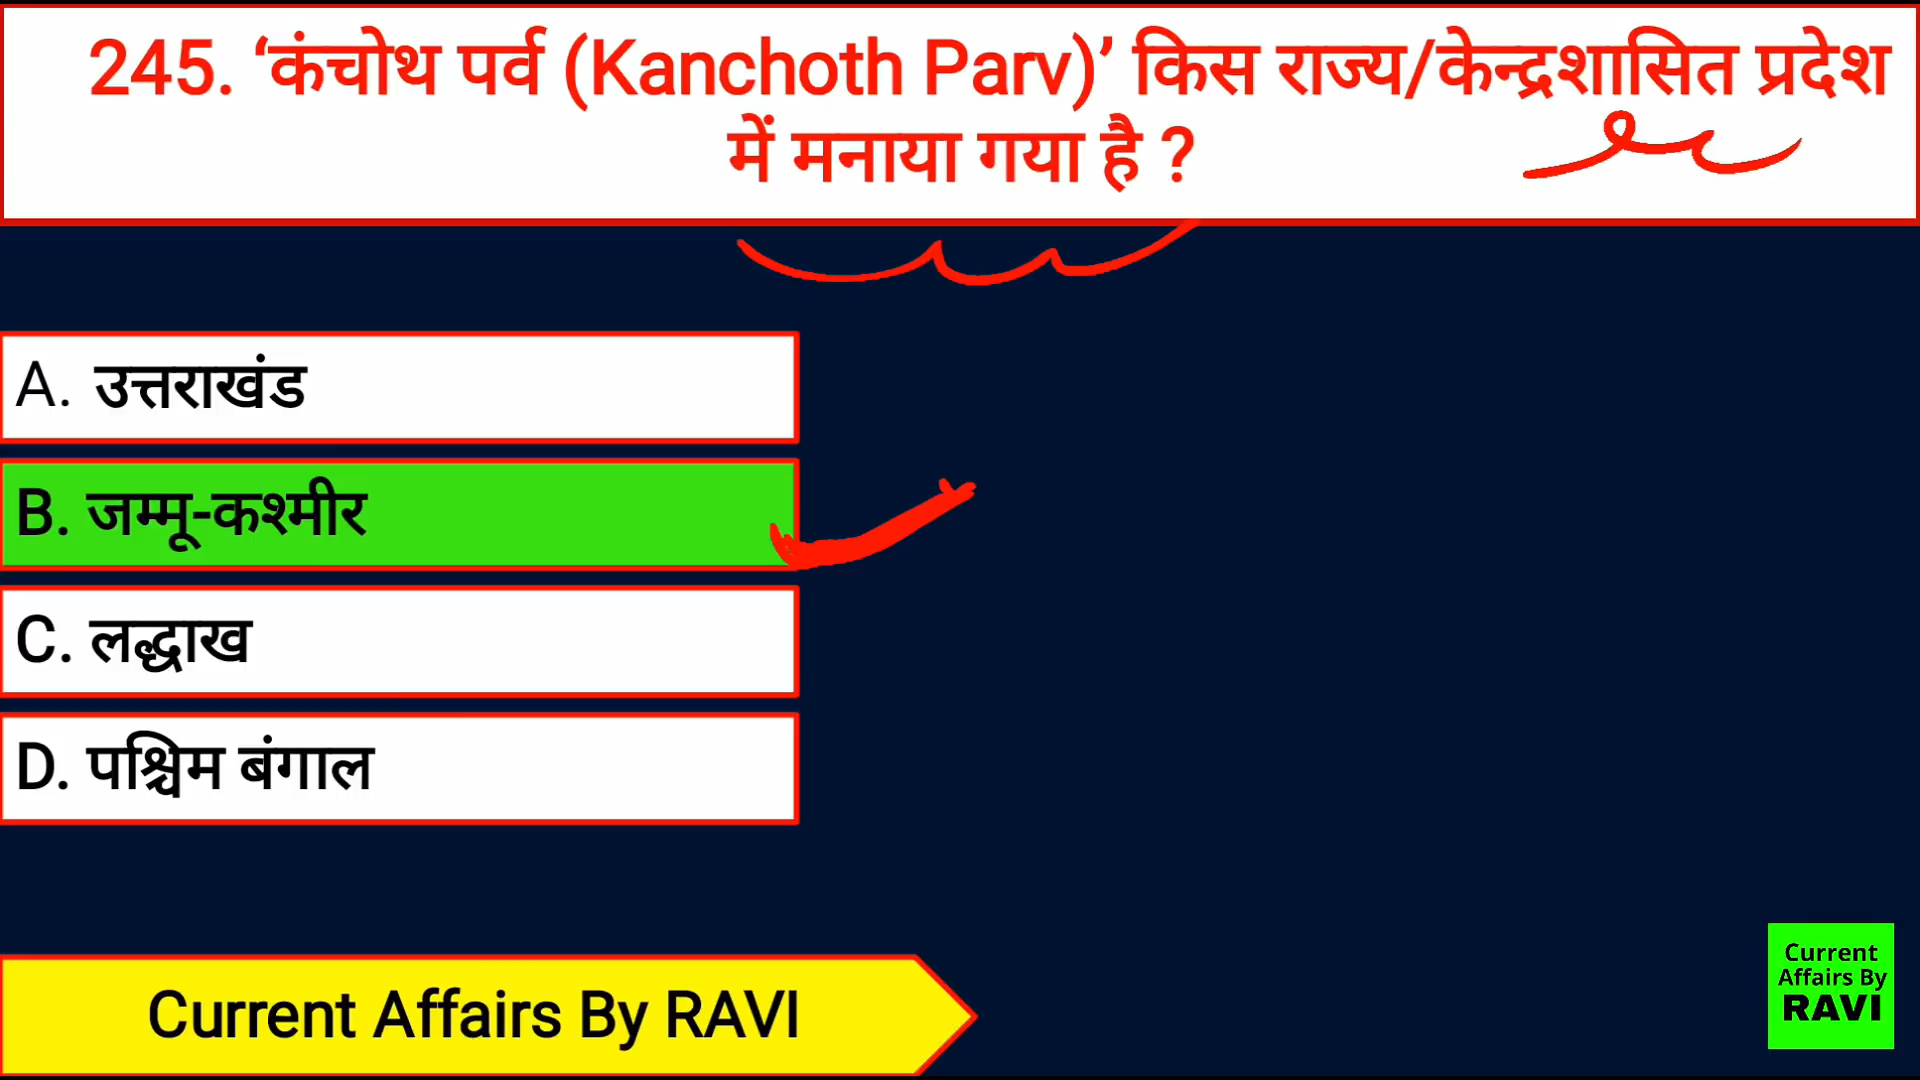 245. ‘कंचोथ पर्व (Kanchoth Parv)’ किस राज्य/केन्द्रशासित प्रदेश
में मनाया गया है ?
A. उत्तराखंड
B. जम्मू-कश्मीर
C. लद्धाख
D. पश्चिम बंगाल
Current Affairs By RAVI
Current
Affairs By
RAVI